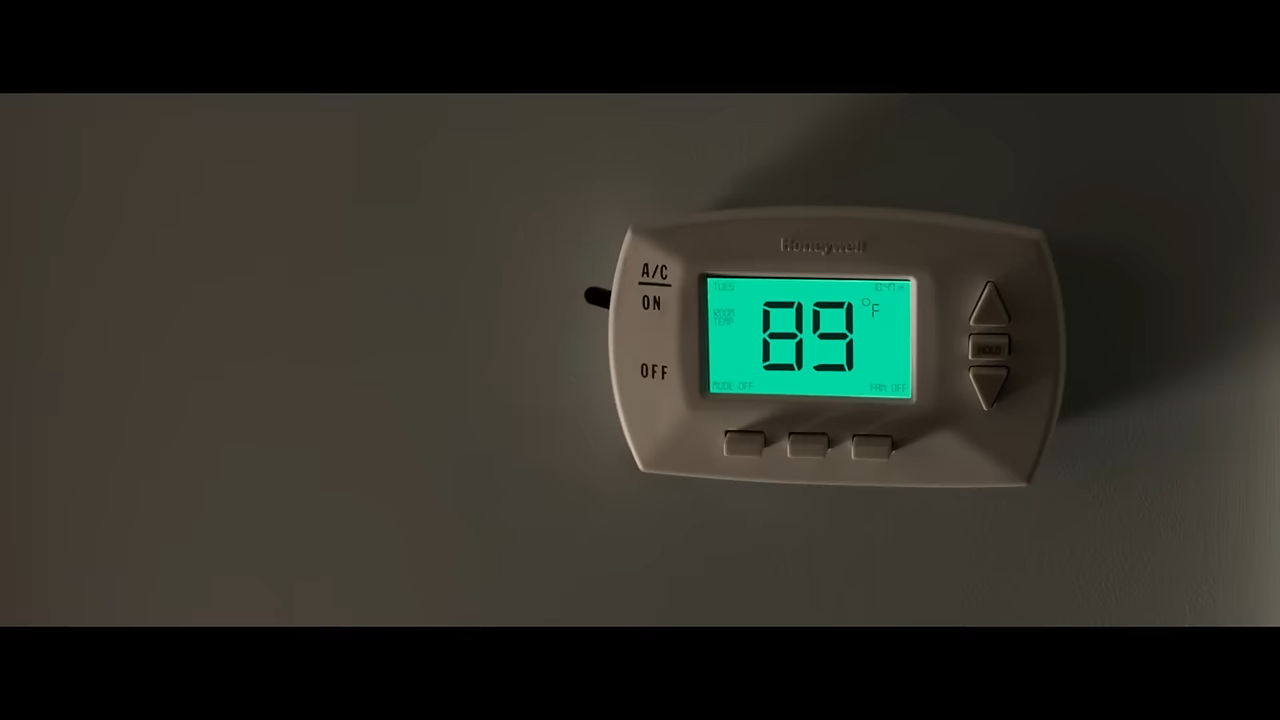 Honeywell
A/C
ON
OFF
TUES
ROOM
TEMP
89 °F
MODE OFF
FAN OFF
HOLD